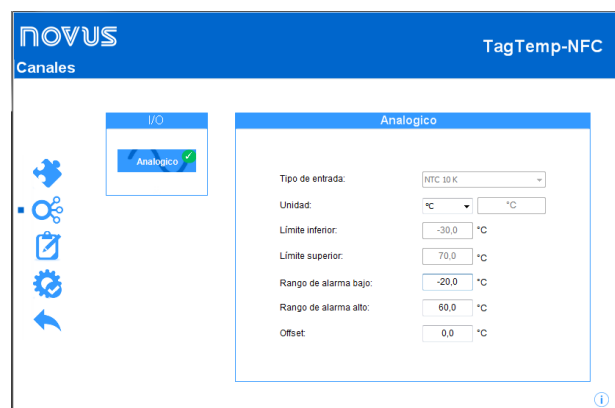 NOVUS
TagTemp-NFC
Canales
I/O
Analogico
Analogico
Tipo de entrada: NTC 10 K
Unidad: ºC °C
Límite inferior: -30,0 °C
Límite superior: 70,0 °C
Rango de alarma bajo: -20,0 °C
Rango de alarma alto: 60,0 °C
Offset: 0,0 °C
i